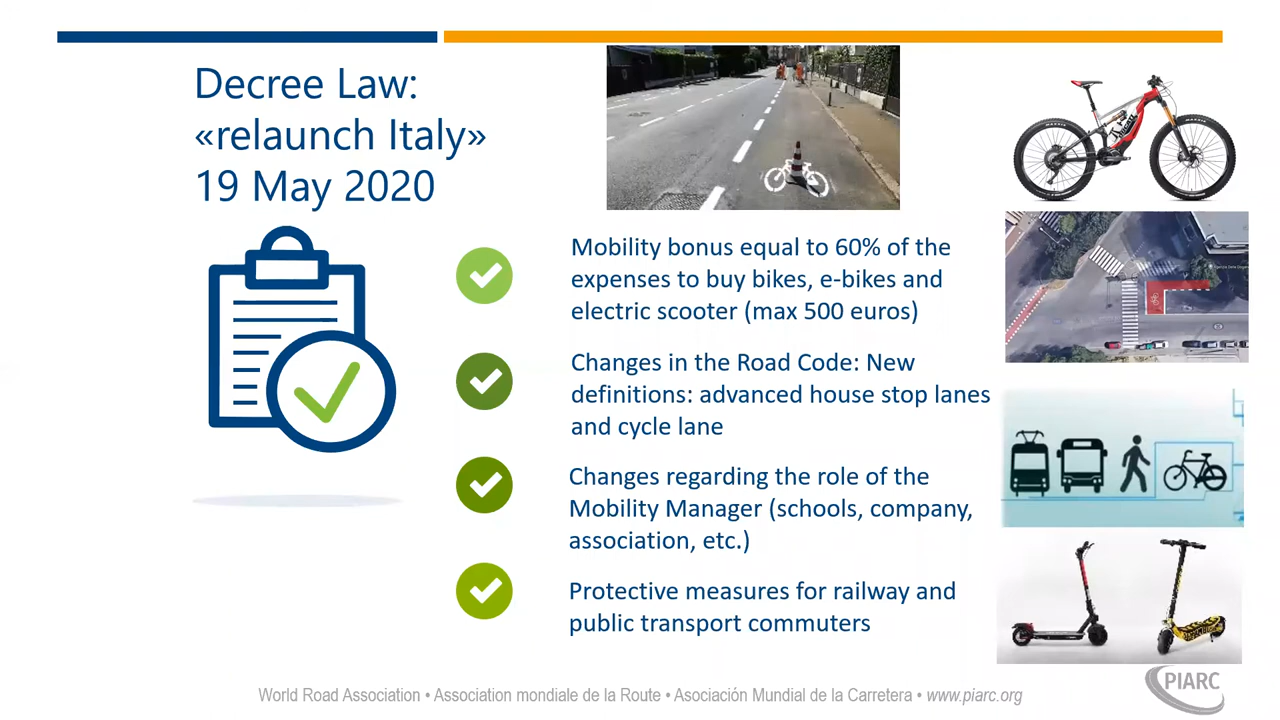 Decree Law:
«relaunch Italy»
19 May 2020
Mobility bonus equal to 60% of the
expenses to buy bikes, e-bikes and
electric scooter (max 500 euros)
Changes in the Road Code: New
definitions: advanced house stop lanes
and cycle lane
Changes regarding the role of the
Mobility Manager (schools, company,
association, etc.)
Protective measures for railway and
public transport commuters
World Road Association • Association mondiale de la Route • Asociación Mundial de la Carretera • www.piarc.org
PIARC